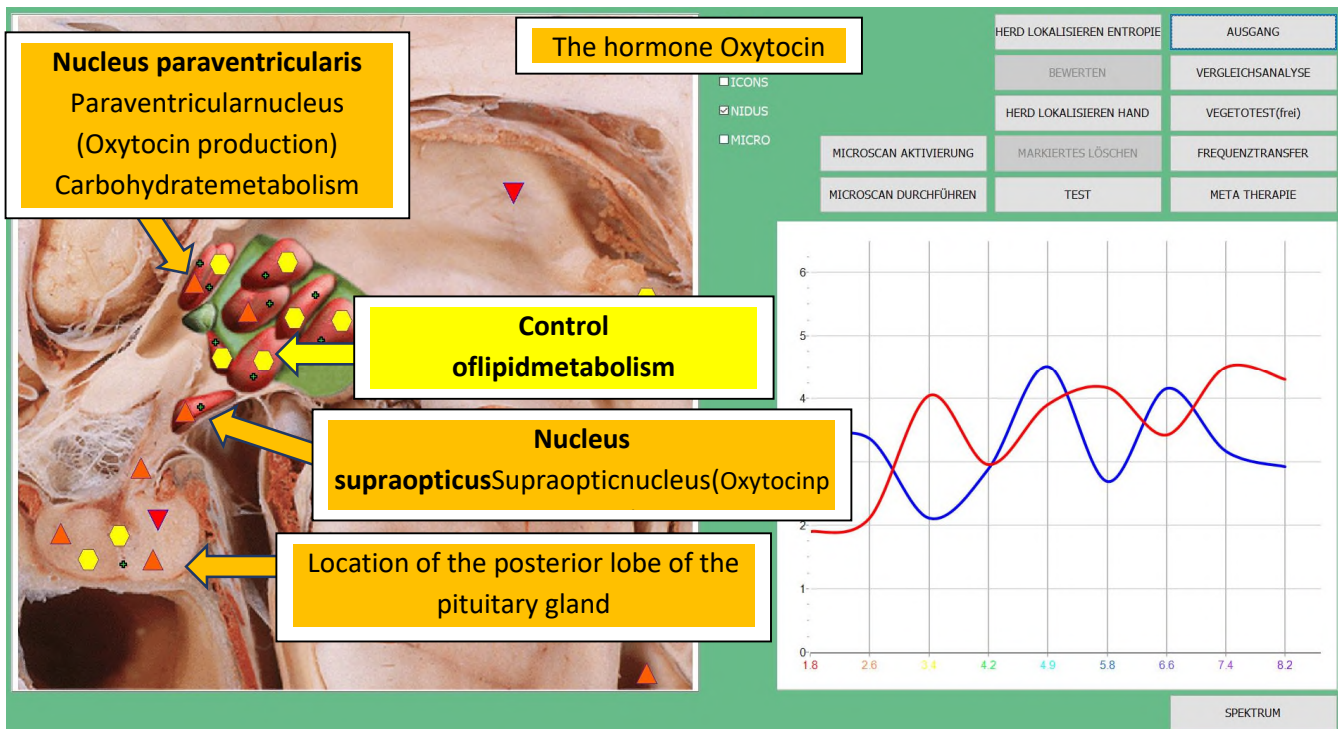 The hormone Oxytocin
Nucleus paraventricularis
Paraventricularnucleus
(Oxytocin production)
Carbohydratemetabolism
Control
oflipidmetabolism
Nucleus
supraopticusSupraopticnucleus(Oxytocinp
Location of the posterior lobe of the
pituitary gland
ICONS
NIDUS
MICRO
HERD LOKALISIEREN ENTROPIE
AUSGANG
BEWERTEN
VERGLEICHSANALYSE
HERD LOKALISIEREN HAND
VEGETOTEST(frei)
MICROSCAN AKTIVIERUNG
MARKIERTES LÖSCHEN
FREQUENZTRANSFER
MICROSCAN DURCHFÜHREN
TEST
META THERAPIE
6
5
4
2
1
0
1.8 2.6 3.4 4.2 4.9 5.8 6.6 7.4 8.2
SPEKTRUM